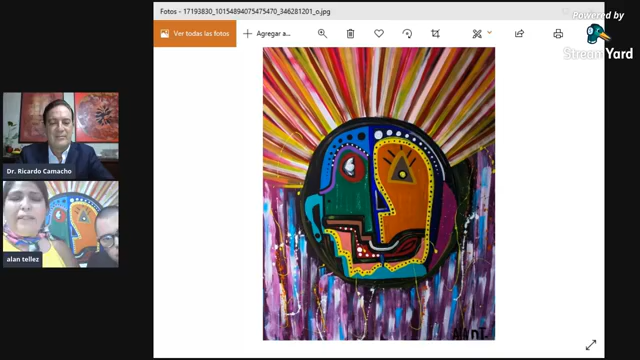 Fotos - 17193830_10154894075475470_346281201_o.jpg
Powered by
StreamYard
Ver todas las fotos
Agregar a...
Dr. Ricardo Camacho
alan tellez